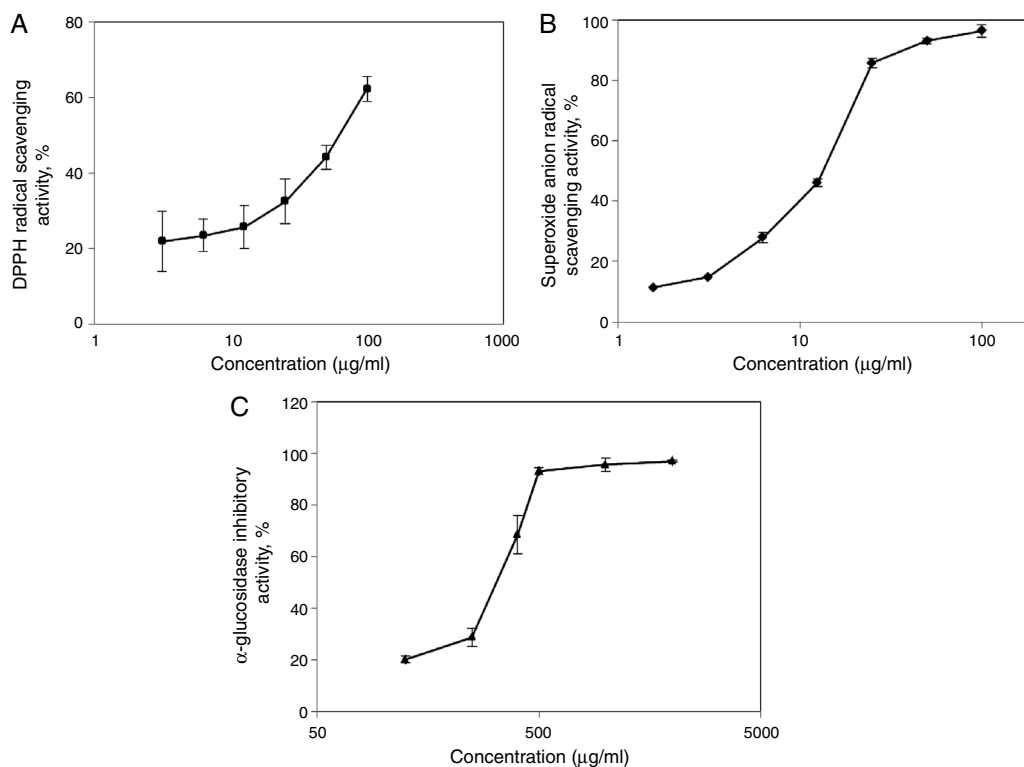 A
DPPH radical scavenging
activity, %
80
60
40
20
0
1
10
100
1000
Concentration (µg/ml)
B
Superoxide anion radical
scavenging activity, %
100
80
60
40
20
0
1
10
100
Concentration (µg/ml)
C
α-glucosidase inhibitory
activity, %
120
100
80
60
40
20
0
50
500
5000
Concentration (µg/ml)